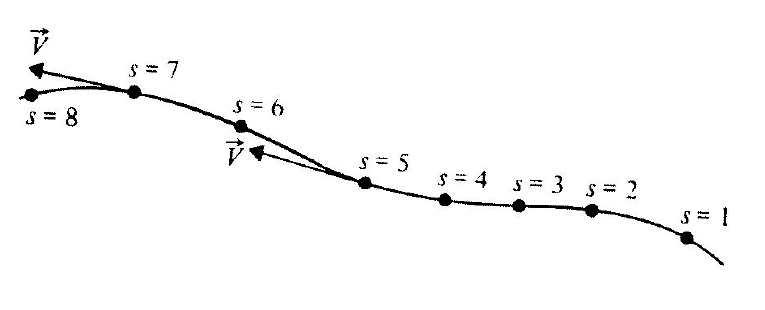 V⃗
s = 7
s = 8
s = 6
V⃗
s = 5
s = 4
s = 3
s = 2
s = 1